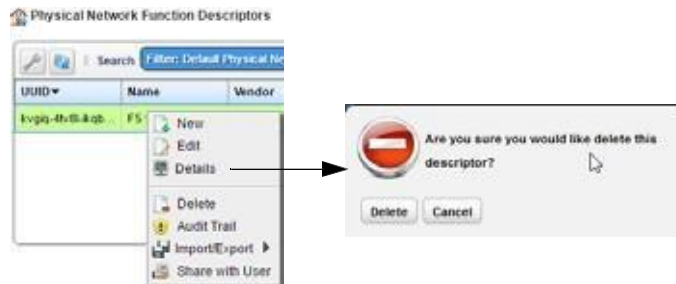 Physical Network Function Descriptors
Search Filter: Default Physical Ne
UUID Name Vendor
F5
New
Edit
Details
Delete
Audit Trail
Import/Export
Share with User
Are you sure you would like delete this
descriptor?
Delete Cancel